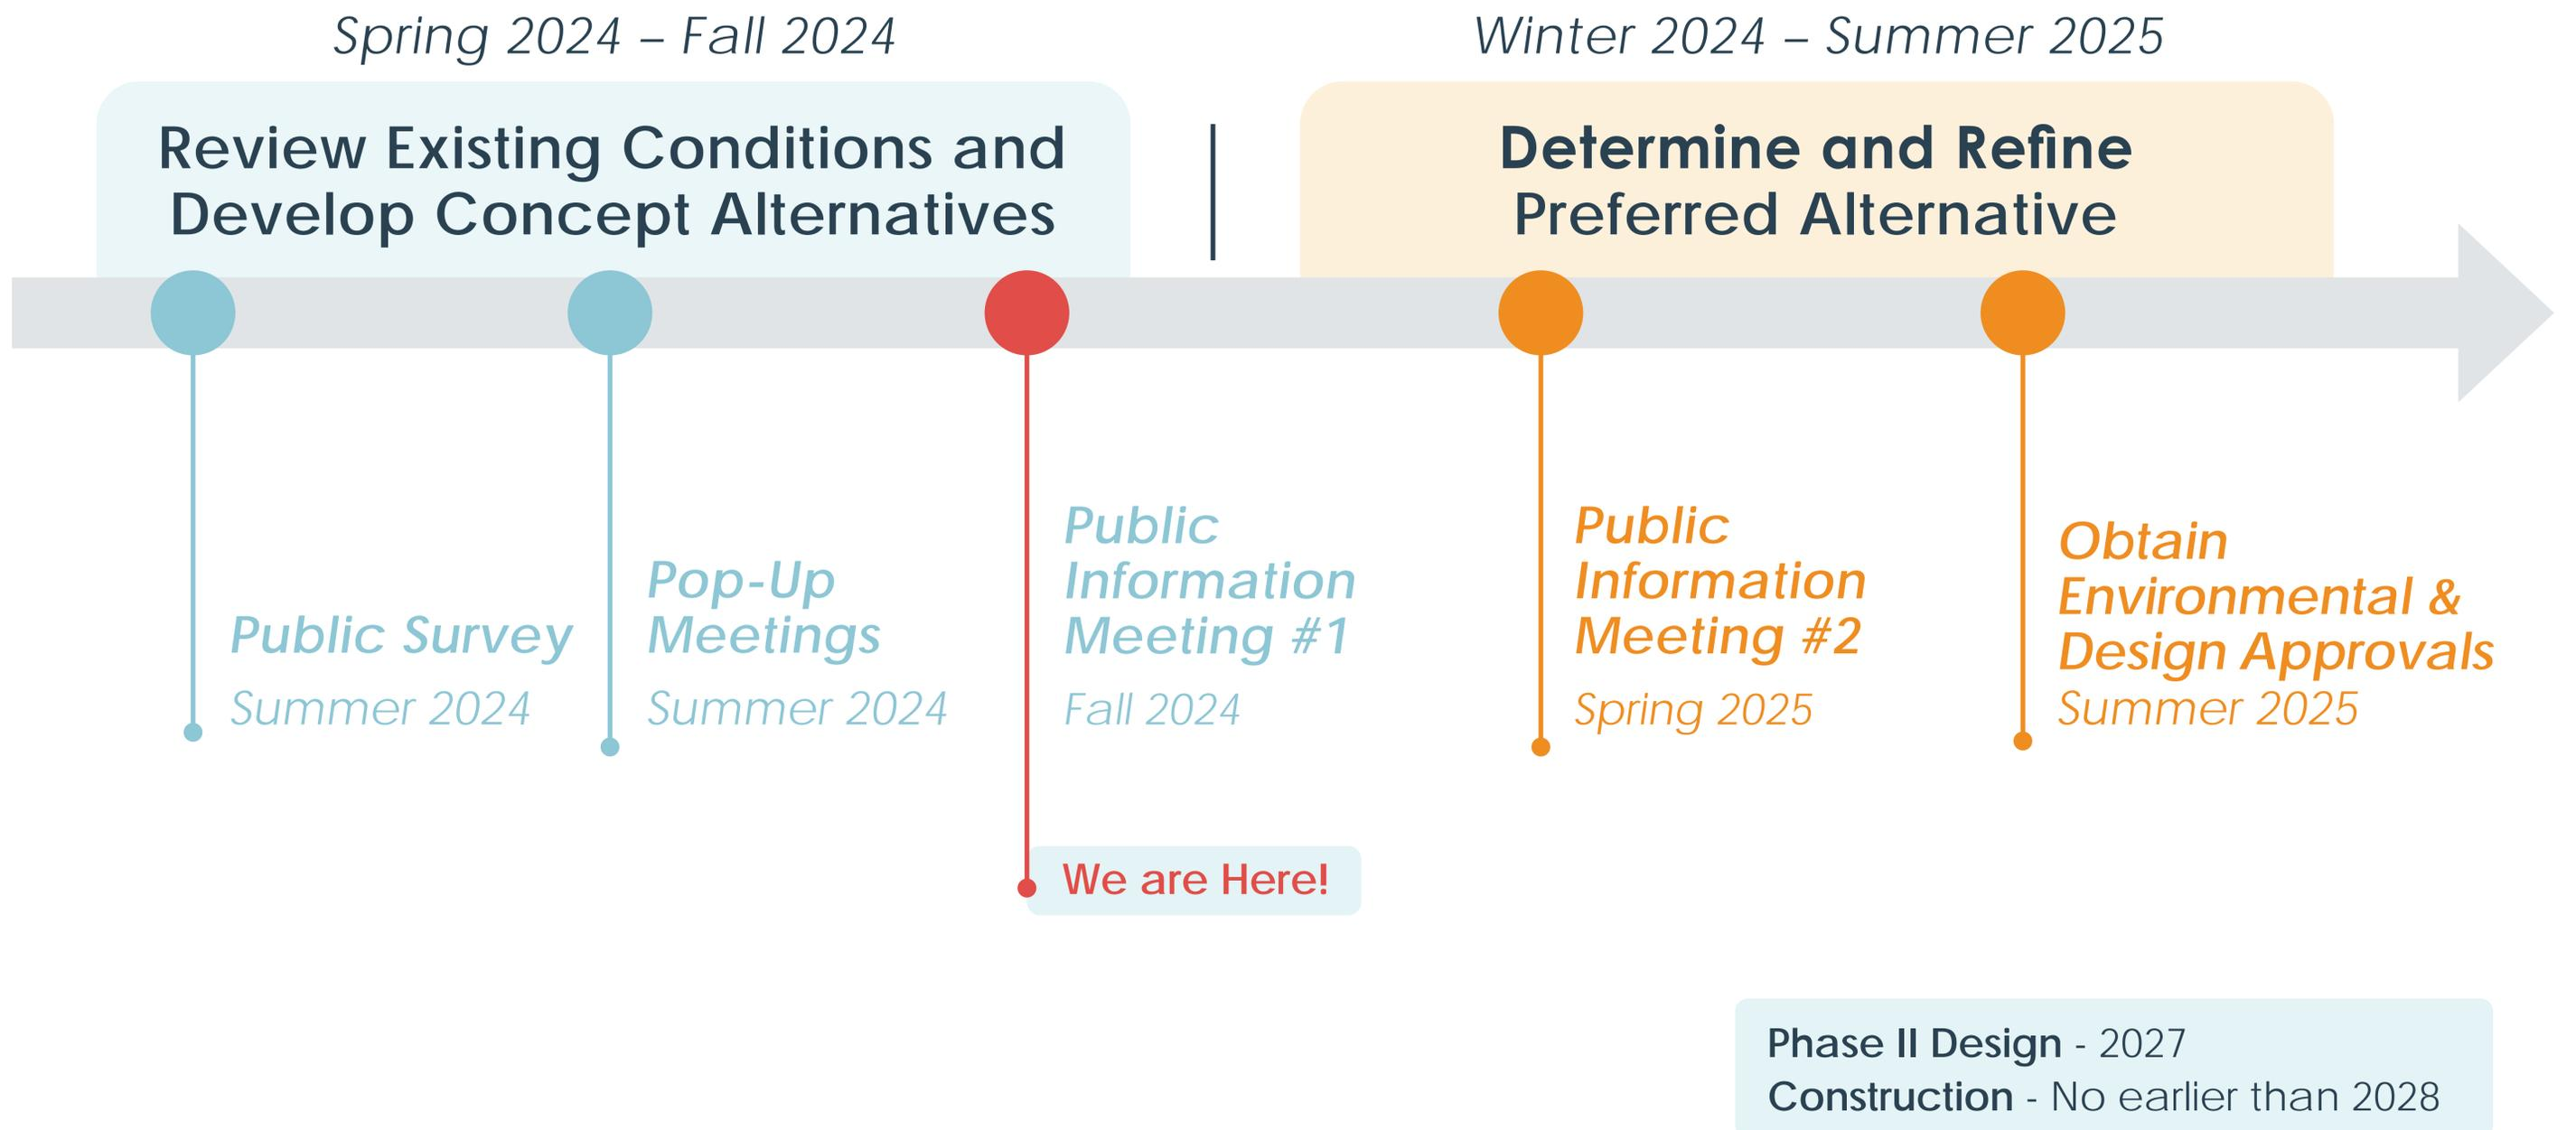 Spring 2024 – Fall 2024
Review Existing Conditions and
Develop Concept Alternatives
Winter 2024 – Summer 2025
Determine and Refine
Preferred Alternative
Public Survey
Summer 2024
Pop-Up
Meetings
Summer 2024
Public
Information
Meeting #1
Fall 2024
We are Here!
Public
Information
Meeting #2
Spring 2025
Obtain
Environmental &
Design Approvals
Summer 2025
Phase II Design - 2027
Construction - No earlier than 2028